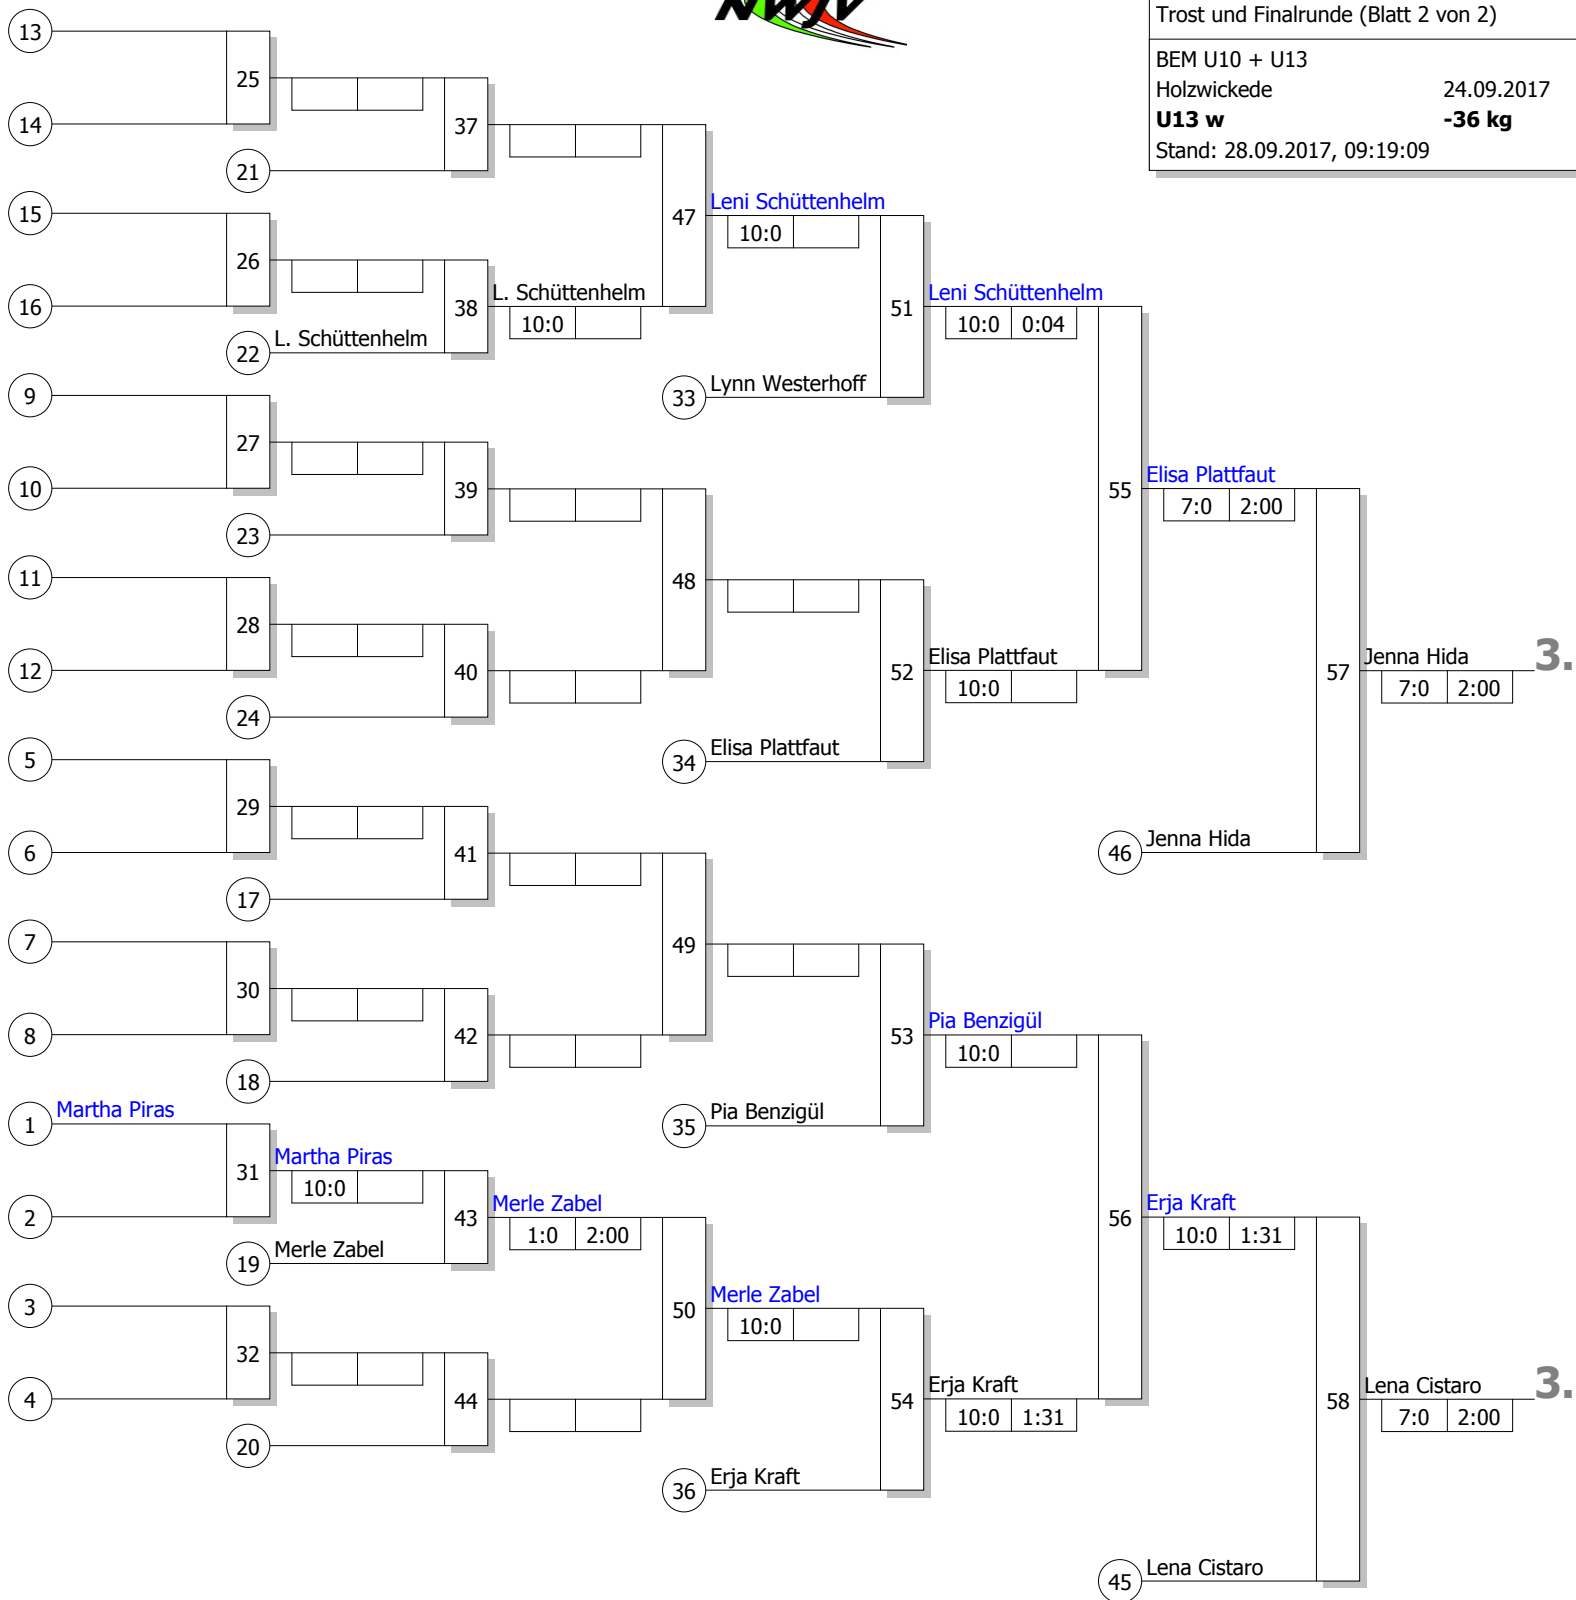 NWJV
Trost und Finalrunde (Blatt 2 von 2)
BEM U10 + U13
Holzwickede 24.09.2017
U13 w -36 kg
Stand: 28.09.2017, 09:19:09
13
25
14
37
21
15
47
Leni Schüttenhelm
10:0
26
16
38
L. Schüttenhelm
10:0
22 L. Schüttenhelm
51
Leni Schüttenhelm
10:0 0:04
33 Lynn Westerhoff
9
27
10
39
23
55
Elisa Plattfaut
7:0 2:00
11
48
28
12
40
24
52
Elisa Plattfaut
10:0
34 Elisa Plattfaut
57
Jenna Hida
7:0 2:00
3.
46 Jenna Hida
5
29
6
41
17
7
49
30
8
42
18
53
Pia Benzigül
10:0
35 Pia Benzigül
1 Martha Piras
31
Martha Piras
10:0
2
43
Merle Zabel
1:0 2:00
19 Merle Zabel
56
Erja Kraft
10:0 1:31
3
50
Merle Zabel
10:0
32
4
44
20
54
Erja Kraft
10:0 1:31
36 Erja Kraft
58
Lena Cistaro
7:0 2:00
3.
45 Lena Cistaro